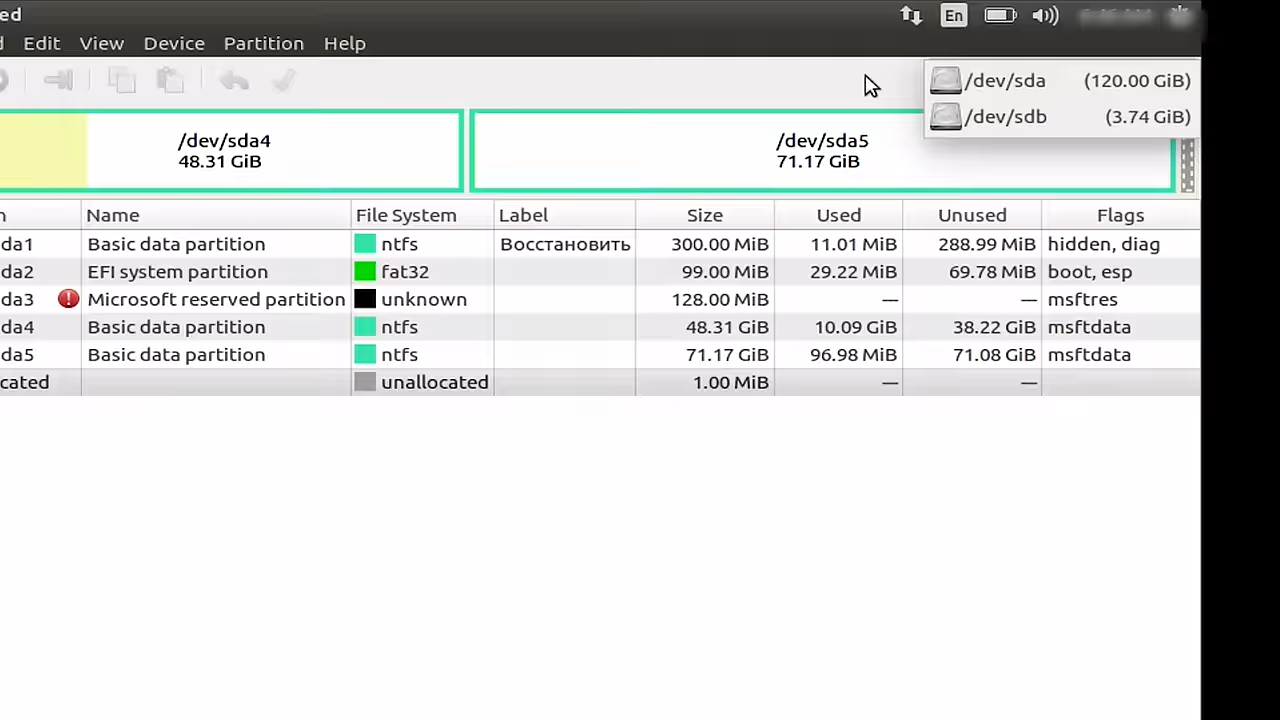 ed
En
Edit View Device Partition Help
/dev/sda (120.00 GiB)
/dev/sdb (3.74 GiB)
/dev/sda4
48.31 GiB
/dev/sda5
71.17 GiB
n Name File System Label Size Used Unused Flags
da1 Basic data partition ntfs Восстановить 300.00 MiB 11.01 MiB 288.99 MiB hidden, diag
da2 EFI system partition fat32 99.00 MiB 29.22 MiB 69.78 MiB boot, esp
da3 Microsoft reserved partition unknown 128.00 MiB — — msftres
da4 Basic data partition ntfs 48.31 GiB 10.09 GiB 38.22 GiB msftdata
da5 Basic data partition ntfs 71.17 GiB 96.98 MiB 71.08 GiB msftdata
cated unallocated 1.00 MiB — —